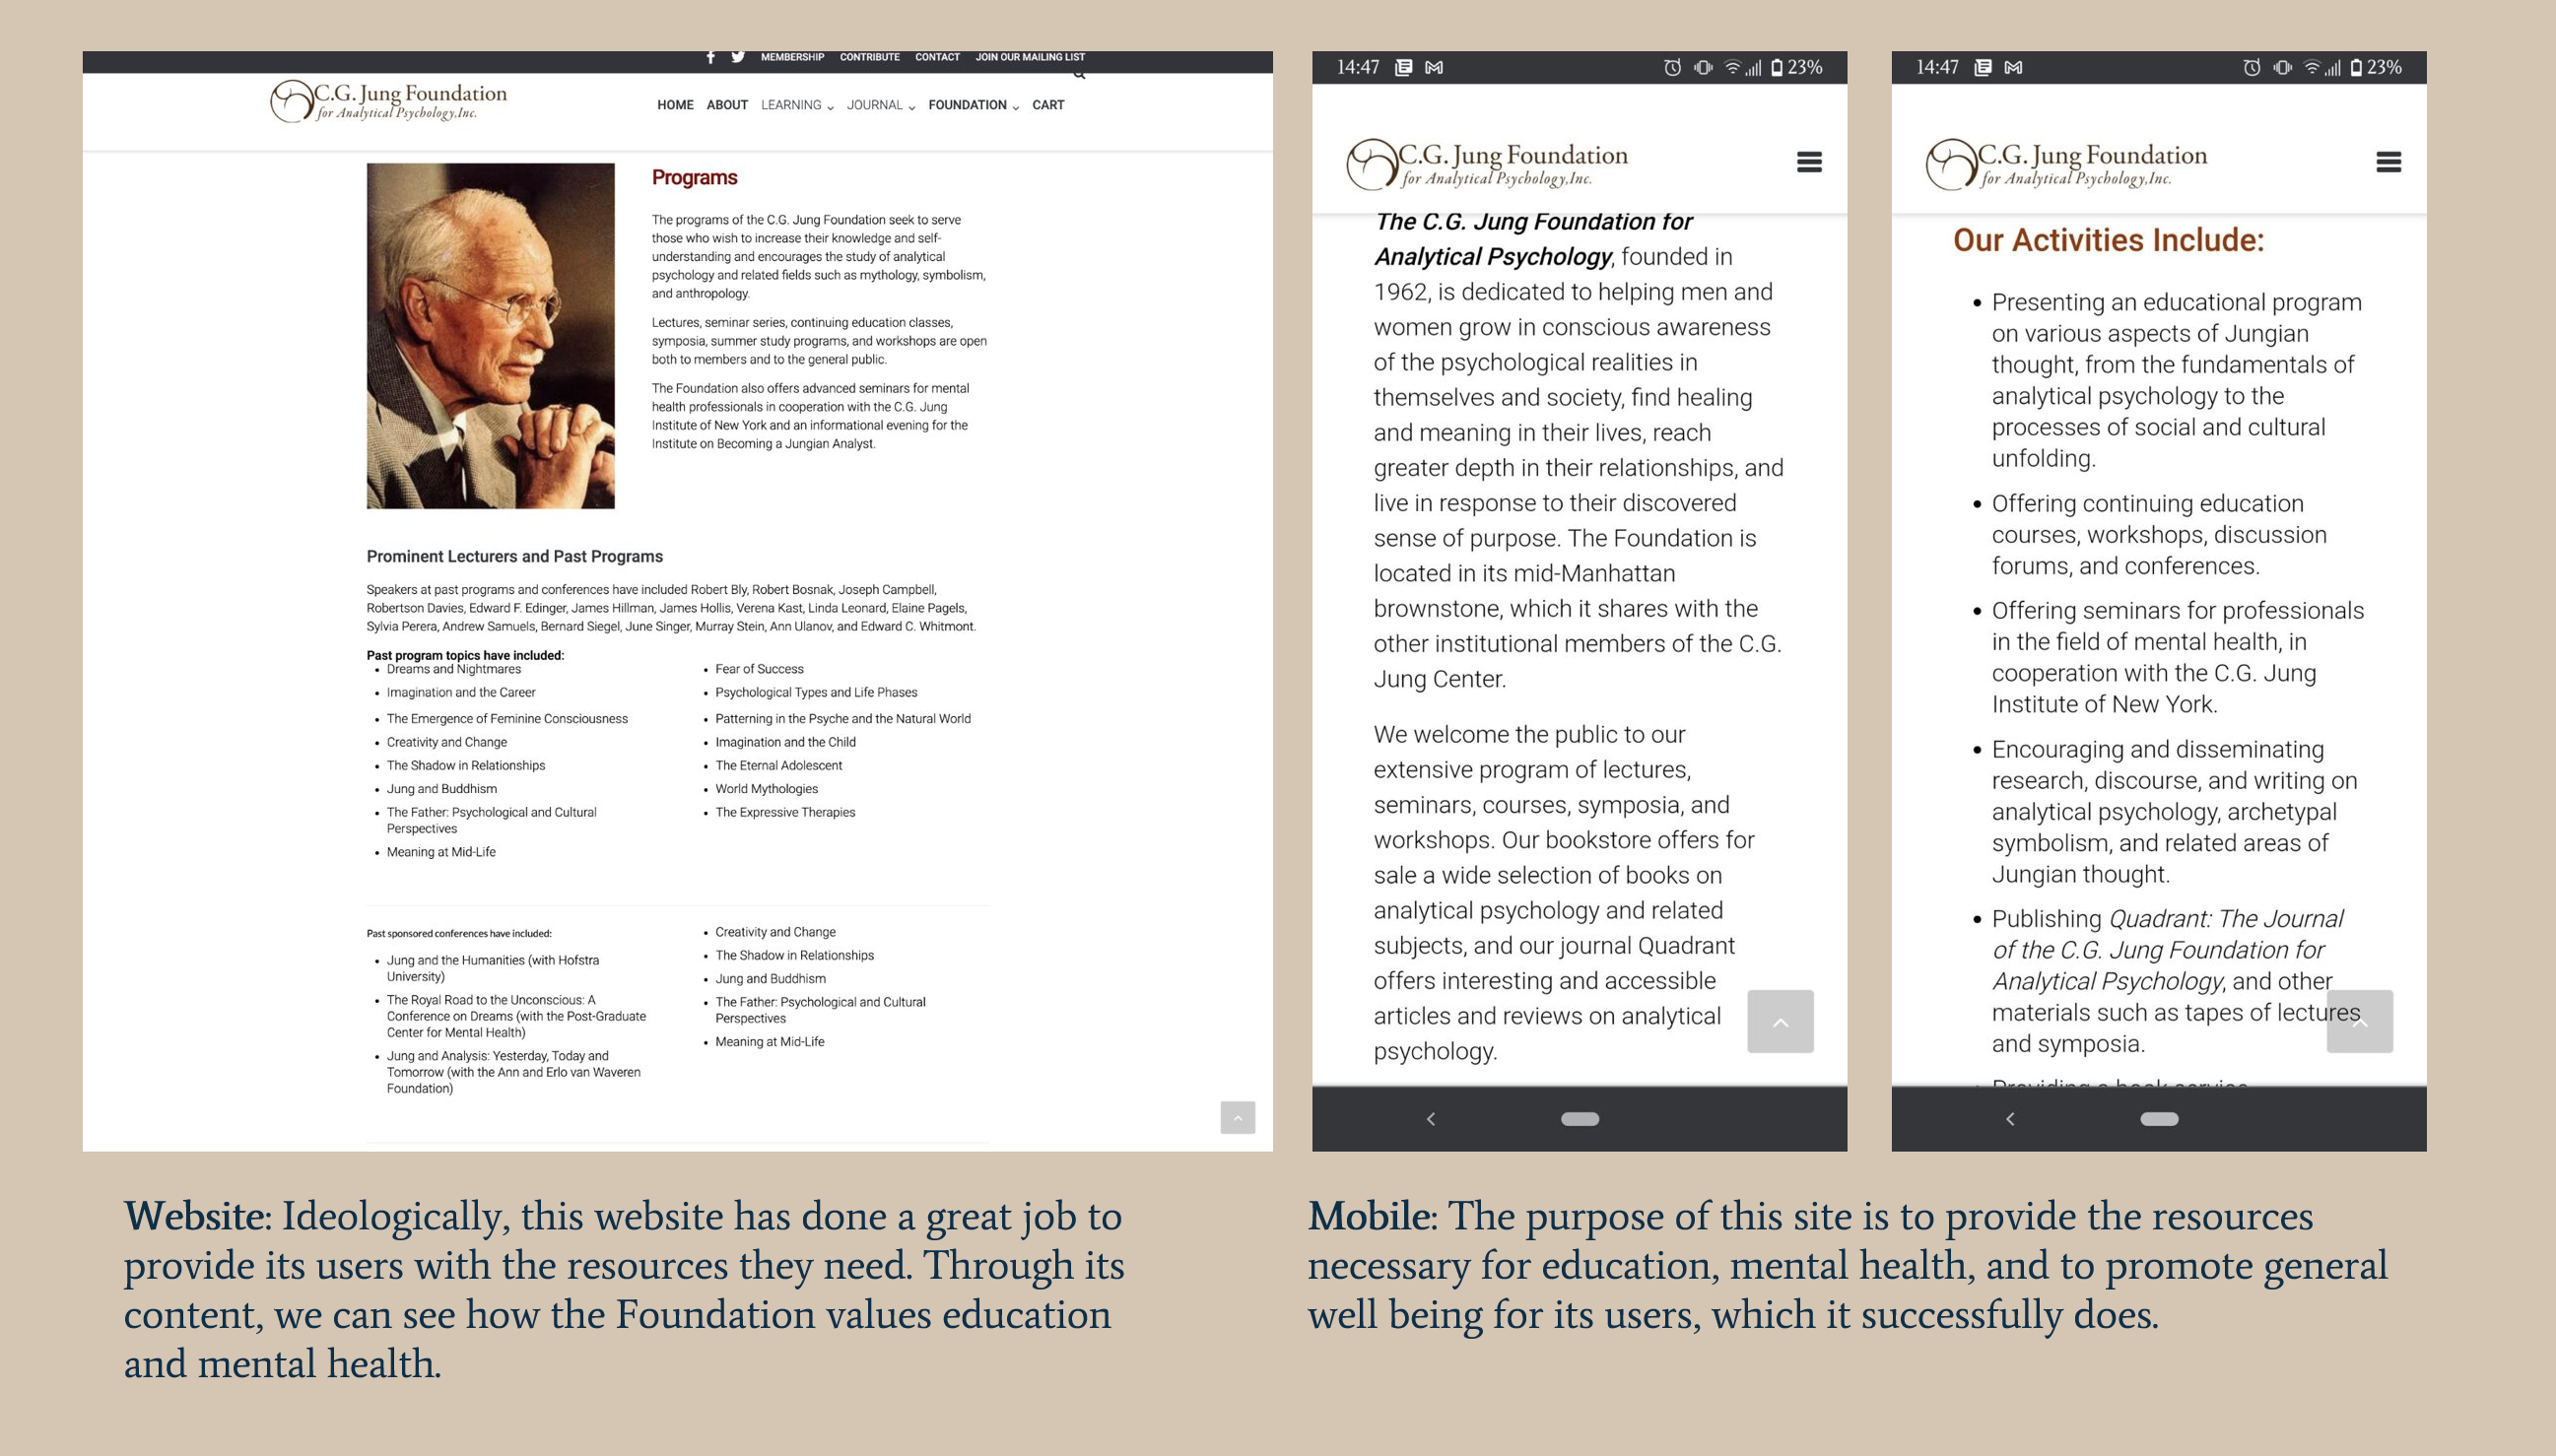 MEMBERSHIP CONTRIBUTE CONTACT JOIN OUR MAILING LIST
C.G. Jung Foundation
for Analytical Psychology,Inc.
HOME ABOUT LEARNING JOURNAL FOUNDATION CART
Programs
The programs of the C.G. Jung Foundation seek to serve
those who wish to increase their knowledge and self-
understanding and encourages the study of analytical
psychology and related fields such as mythology, symbolism,
and anthropology.
Lectures, seminar series, continuing education classes,
symposia, summer study programs, and workshops are open
both to members and to the general public.
The Foundation also offers advanced seminars for mental
health professionals in cooperation with the C.G. Jung
Institute of New York and an informational evening for the
Institute on Becoming a Jungian Analyst.
Prominent Lecturers and Past Programs
Speakers at past programs and conferences have included Robert Bly, Robert Bosnak, Joseph Campbell,
Robertson Davies, Edward F. Edinger, James Hillman, James Hollis, Verena Kast, Linda Leonard, Elaine Pagels,
Sylvia Perera, Andrew Samuels, Bernard Siegel, June Singer, Murray Stein, Ann Ulanov, and Edward C. Whitmont.
Past program topics have included:
• Dreams and Nightmares
• Imagination and the Career
• The Emergence of Feminine Consciousness
• Creativity and Change
• The Shadow in Relationships
• Jung and Buddhism
• The Father: Psychological and Cultural
Perspectives
• Meaning at Mid-Life
• Fear of Success
• Psychological Types and Life Phases
• Patterning in the Psyche and the Natural World
• Imagination and the Child
• The Eternal Adolescent
• World Mythologies
• The Expressive Therapies
Past sponsored conferences have included:
• Jung and the Humanities (with Hofstra
University)
• The Royal Road to the Unconscious: A
Conference on Dreams (with the Post-Graduate
Center for Mental Health)
• Jung and Analysis: Yesterday, Today and
Tomorrow (with the Ann and Erlo van Waveren
Foundation)
• Creativity and Change
• The Shadow in Relationships
• Jung and Buddhism
• The Father: Psychological and Cultural
Perspectives
• Meaning at Mid-Life
14:47 23%
C.G. Jung Foundation
for Analytical Psychology,Inc.
The C.G. Jung Foundation for
Analytical Psychology, founded in
1962, is dedicated to helping men and
women grow in conscious awareness
of the psychological realities in
themselves and society, find healing
and meaning in their lives, reach
greater depth in their relationships, and
live in response to their discovered
sense of purpose. The Foundation is
located in its mid-Manhattan
brownstone, which it shares with the
other institutional members of the C.G.
Jung Center.
We welcome the public to our
extensive program of lectures,
seminars, courses, symposia, and
workshops. Our bookstore offers for
sale a wide selection of books on
analytical psychology and related
subjects, and our journal Quadrant
offers interesting and accessible
articles and reviews on analytical
psychology.
14:47 23%
C.G. Jung Foundation
for Analytical Psychology,Inc.
Our Activities Include:
• Presenting an educational program
on various aspects of Jungian
thought, from the fundamentals of
analytical psychology to the
processes of social and cultural
unfolding.
• Offering continuing education
courses, workshops, discussion
forums, and conferences.
• Offering seminars for professionals
in the field of mental health, in
cooperation with the C.G. Jung
Institute of New York.
• Encouraging and disseminating
research, discourse, and writing on
analytical psychology, archetypal
symbolism, and related areas of
Jungian thought.
• Publishing Quadrant: The Journal
of the C.G. Jung Foundation for
Analytical Psychology, and other
materials such as tapes of lectures
and symposia.
• Providing a book service
Website: Ideologically, this website has done a great job to
provide its users with the resources they need. Through its
content, we can see how the Foundation values education
and mental health.
Mobile: The purpose of this site is to provide the resources
necessary for education, mental health, and to promote general
well being for its users, which it successfully does.